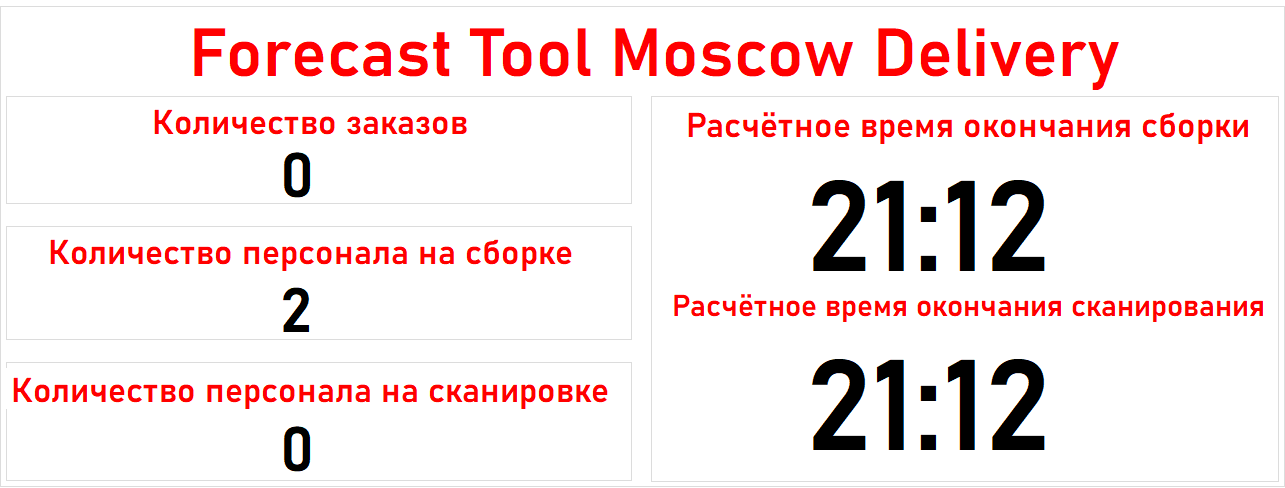 Forecast Tool Moscow Delivery
Количество заказов
0
Количество персонала на сборке
2
Количество персонала на сканировке
0
Расчётное время окончания сборки
21:12
Расчётное время окончания сканирования
21:12